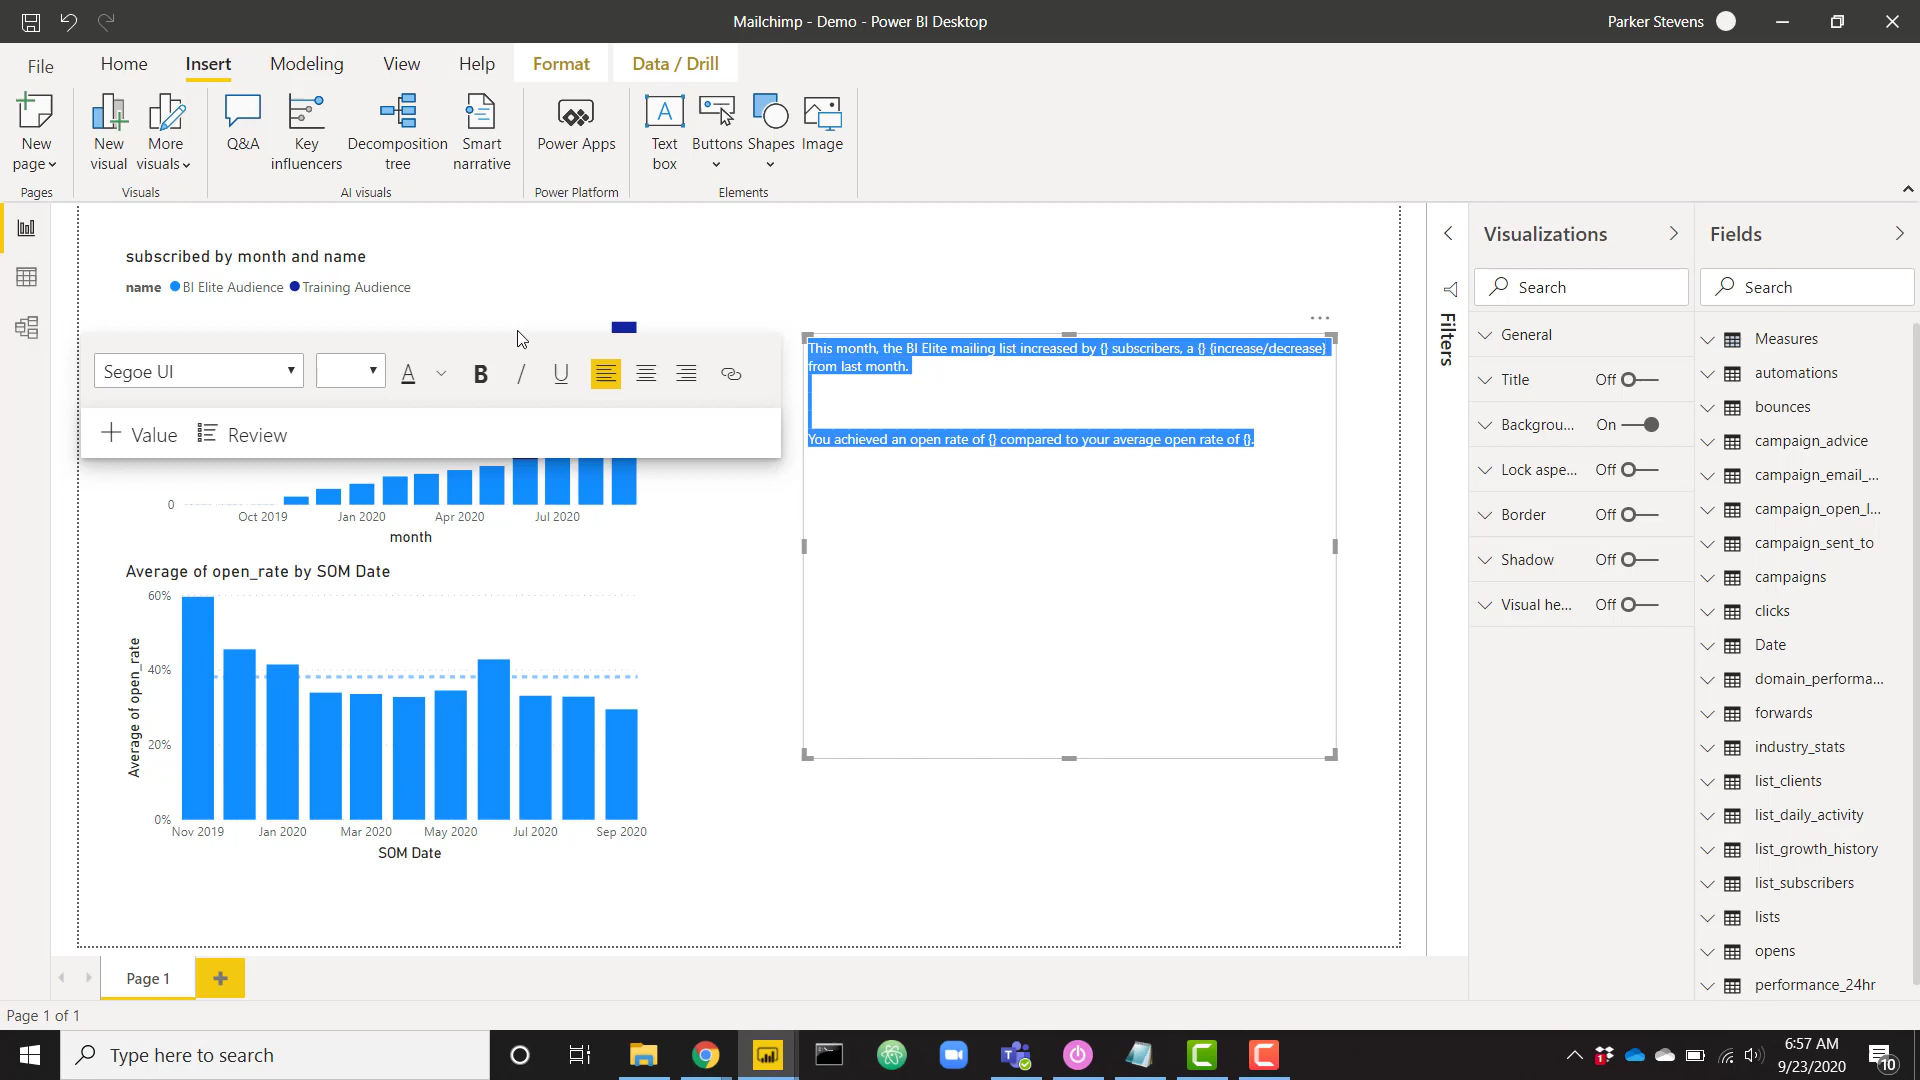 Mailchimp - Demo - Power BI Desktop
Parker Stevens
File
Home
Insert
Modeling
View
Help
Format
Data / Drill
New page
New visual
More visuals
Q&A
Key influencers
Decomposition tree
Smart narrative
Power Apps
Text box
Buttons
Shapes
Image
Pages
Visuals
AI visuals
Power Platform
Elements
subscribed by month and name
name BI Elite Audience Training Audience
Segoe UI
A B / U
Value
Review
0
Oct 2019 Jan 2020 Apr 2020 Jul 2020
month
Average of open_rate by SOM Date
Average of open_rate
60%
40%
20%
0%
Nov 2019 Jan 2020 Mar 2020 May 2020 Jul 2020 Sep 2020
SOM Date
This month, the BI Elite mailing list increased by {} subscribers, a {} {increase/decrease}
from last month.
You achieved an open rate of {} compared to your average open rate of {}.
Filters
Visualizations
Search
General
Title Off
Backgrou... On
Lock aspe... Off
Border Off
Shadow Off
Visual he... Off
Fields
Search
Measures
automations
bounces
campaign_advice
campaign_email_...
campaign_open_l...
campaign_sent_to
campaigns
clicks
Date
domain_performa...
forwards
industry_stats
list_clients
list_daily_activity
list_growth_history
list_subscribers
lists
opens
performance_24hr
Page 1
Page 1 of 1
Type here to search
6:57 AM
9/23/2020
10